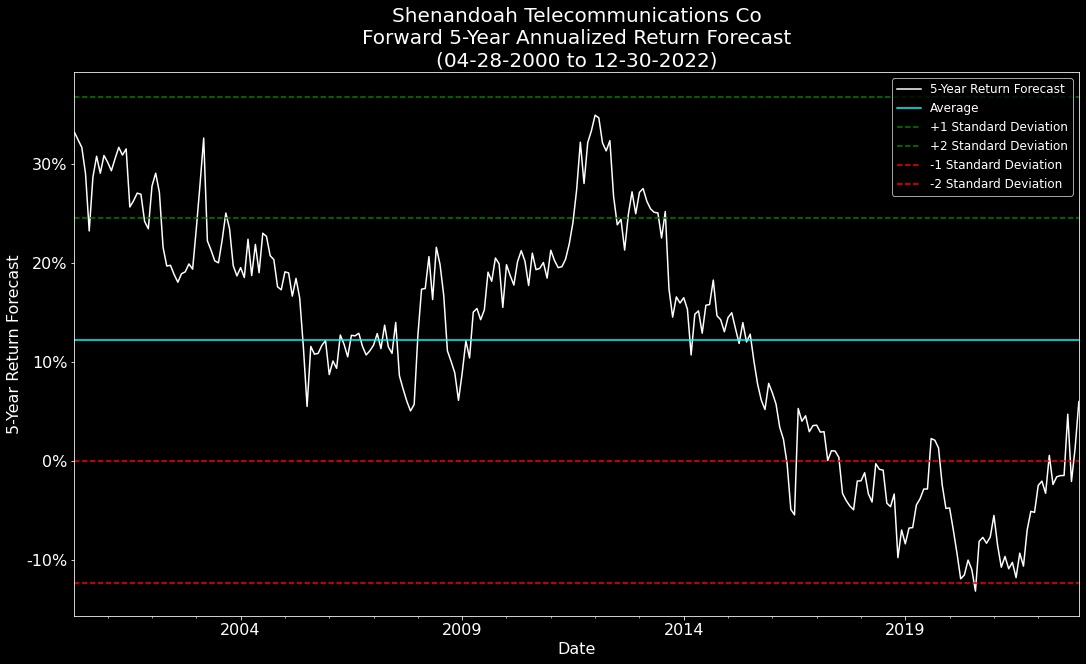 Shenandoah Telecommunications Co
Forward 5-Year Annualized Return Forecast
(04-28-2000 to 12-30-2022)
5-Year Return Forecast
Average
+1 Standard Deviation
+2 Standard Deviation
-1 Standard Deviation
-2 Standard Deviation
30%
20%
10%
0%
-10%
5-Year Return Forecast
2004
2009
2014
2019
Date